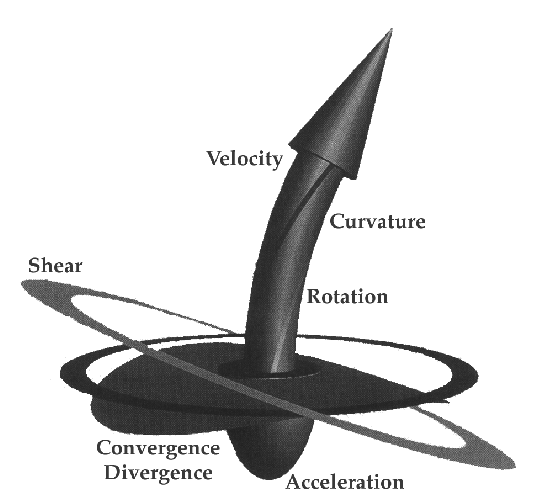 Velocity
Curvature
Shear
Rotation
Convergence
Divergence
Acceleration